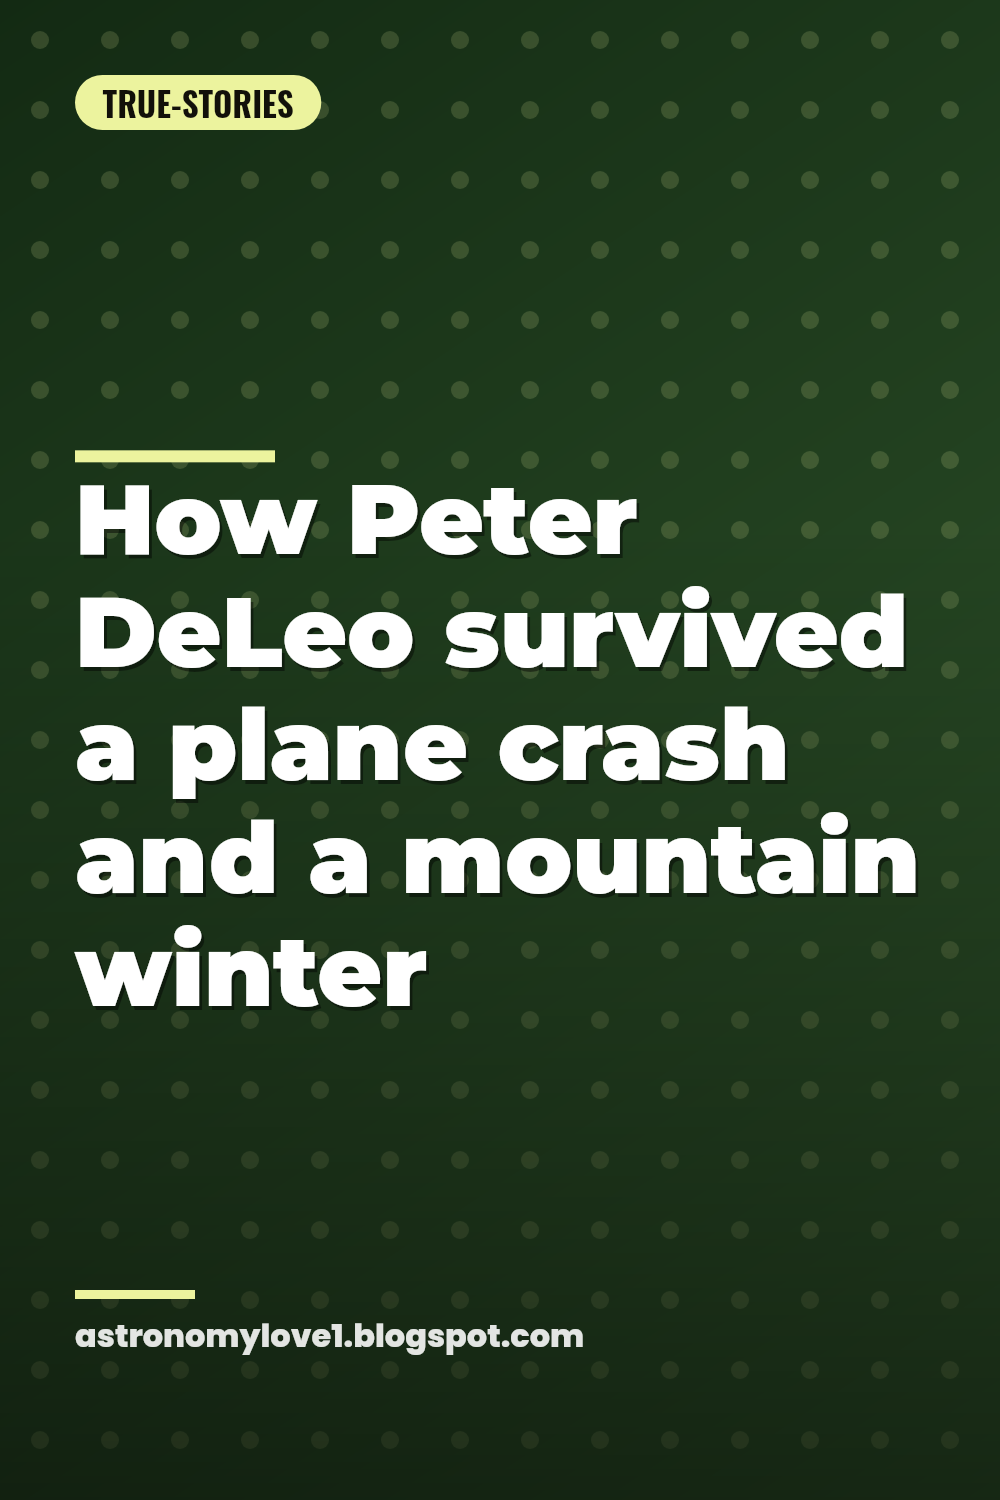 TRUE-STORIES
How Peter
DeLeo survived
a plane crash
and a mountain
winter
astronomylove1.blogspot.com